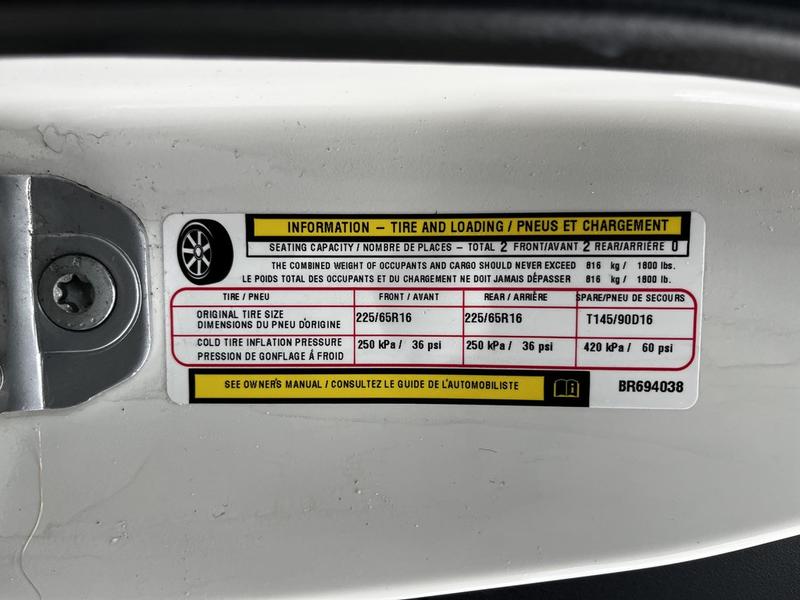 INFORMATION – TIRE AND LOADING / PNEUS ET CHARGEMENT
SEATING CAPACITY / NOMBRE DE PLACES – TOTAL 2 FRONT/AVANT 2 REAR/ARRIÈRE 0
THE COMBINED WEIGHT OF OCCUPANTS AND CARGO SHOULD NEVER EXCEED 816 kg / 1800 lbs.
LE POIDS TOTAL DES OCCUPANTS ET DU CHARGEMENT NE DOIT JAMAIS DÉPASSER 816 kg / 1800 lb.
TIRE / PNEU FRONT / AVANT REAR / ARRIÈRE SPARE/PNEU DE SECOURS
ORIGINAL TIRE SIZE
DIMENSIONS DU PNEU D'ORIGINE 225/65R16 225/65R16 T145/90D16
COLD TIRE INFLATION PRESSURE
PRESSION DE GONFLAGE À FROID 250 kPa / 36 psi 250 kPa / 36 psi 420 kPa / 60 psi
SEE OWNER'S MANUAL / CONSULTEZ LE GUIDE DE L'AUTOMOBILISTE
BR694038